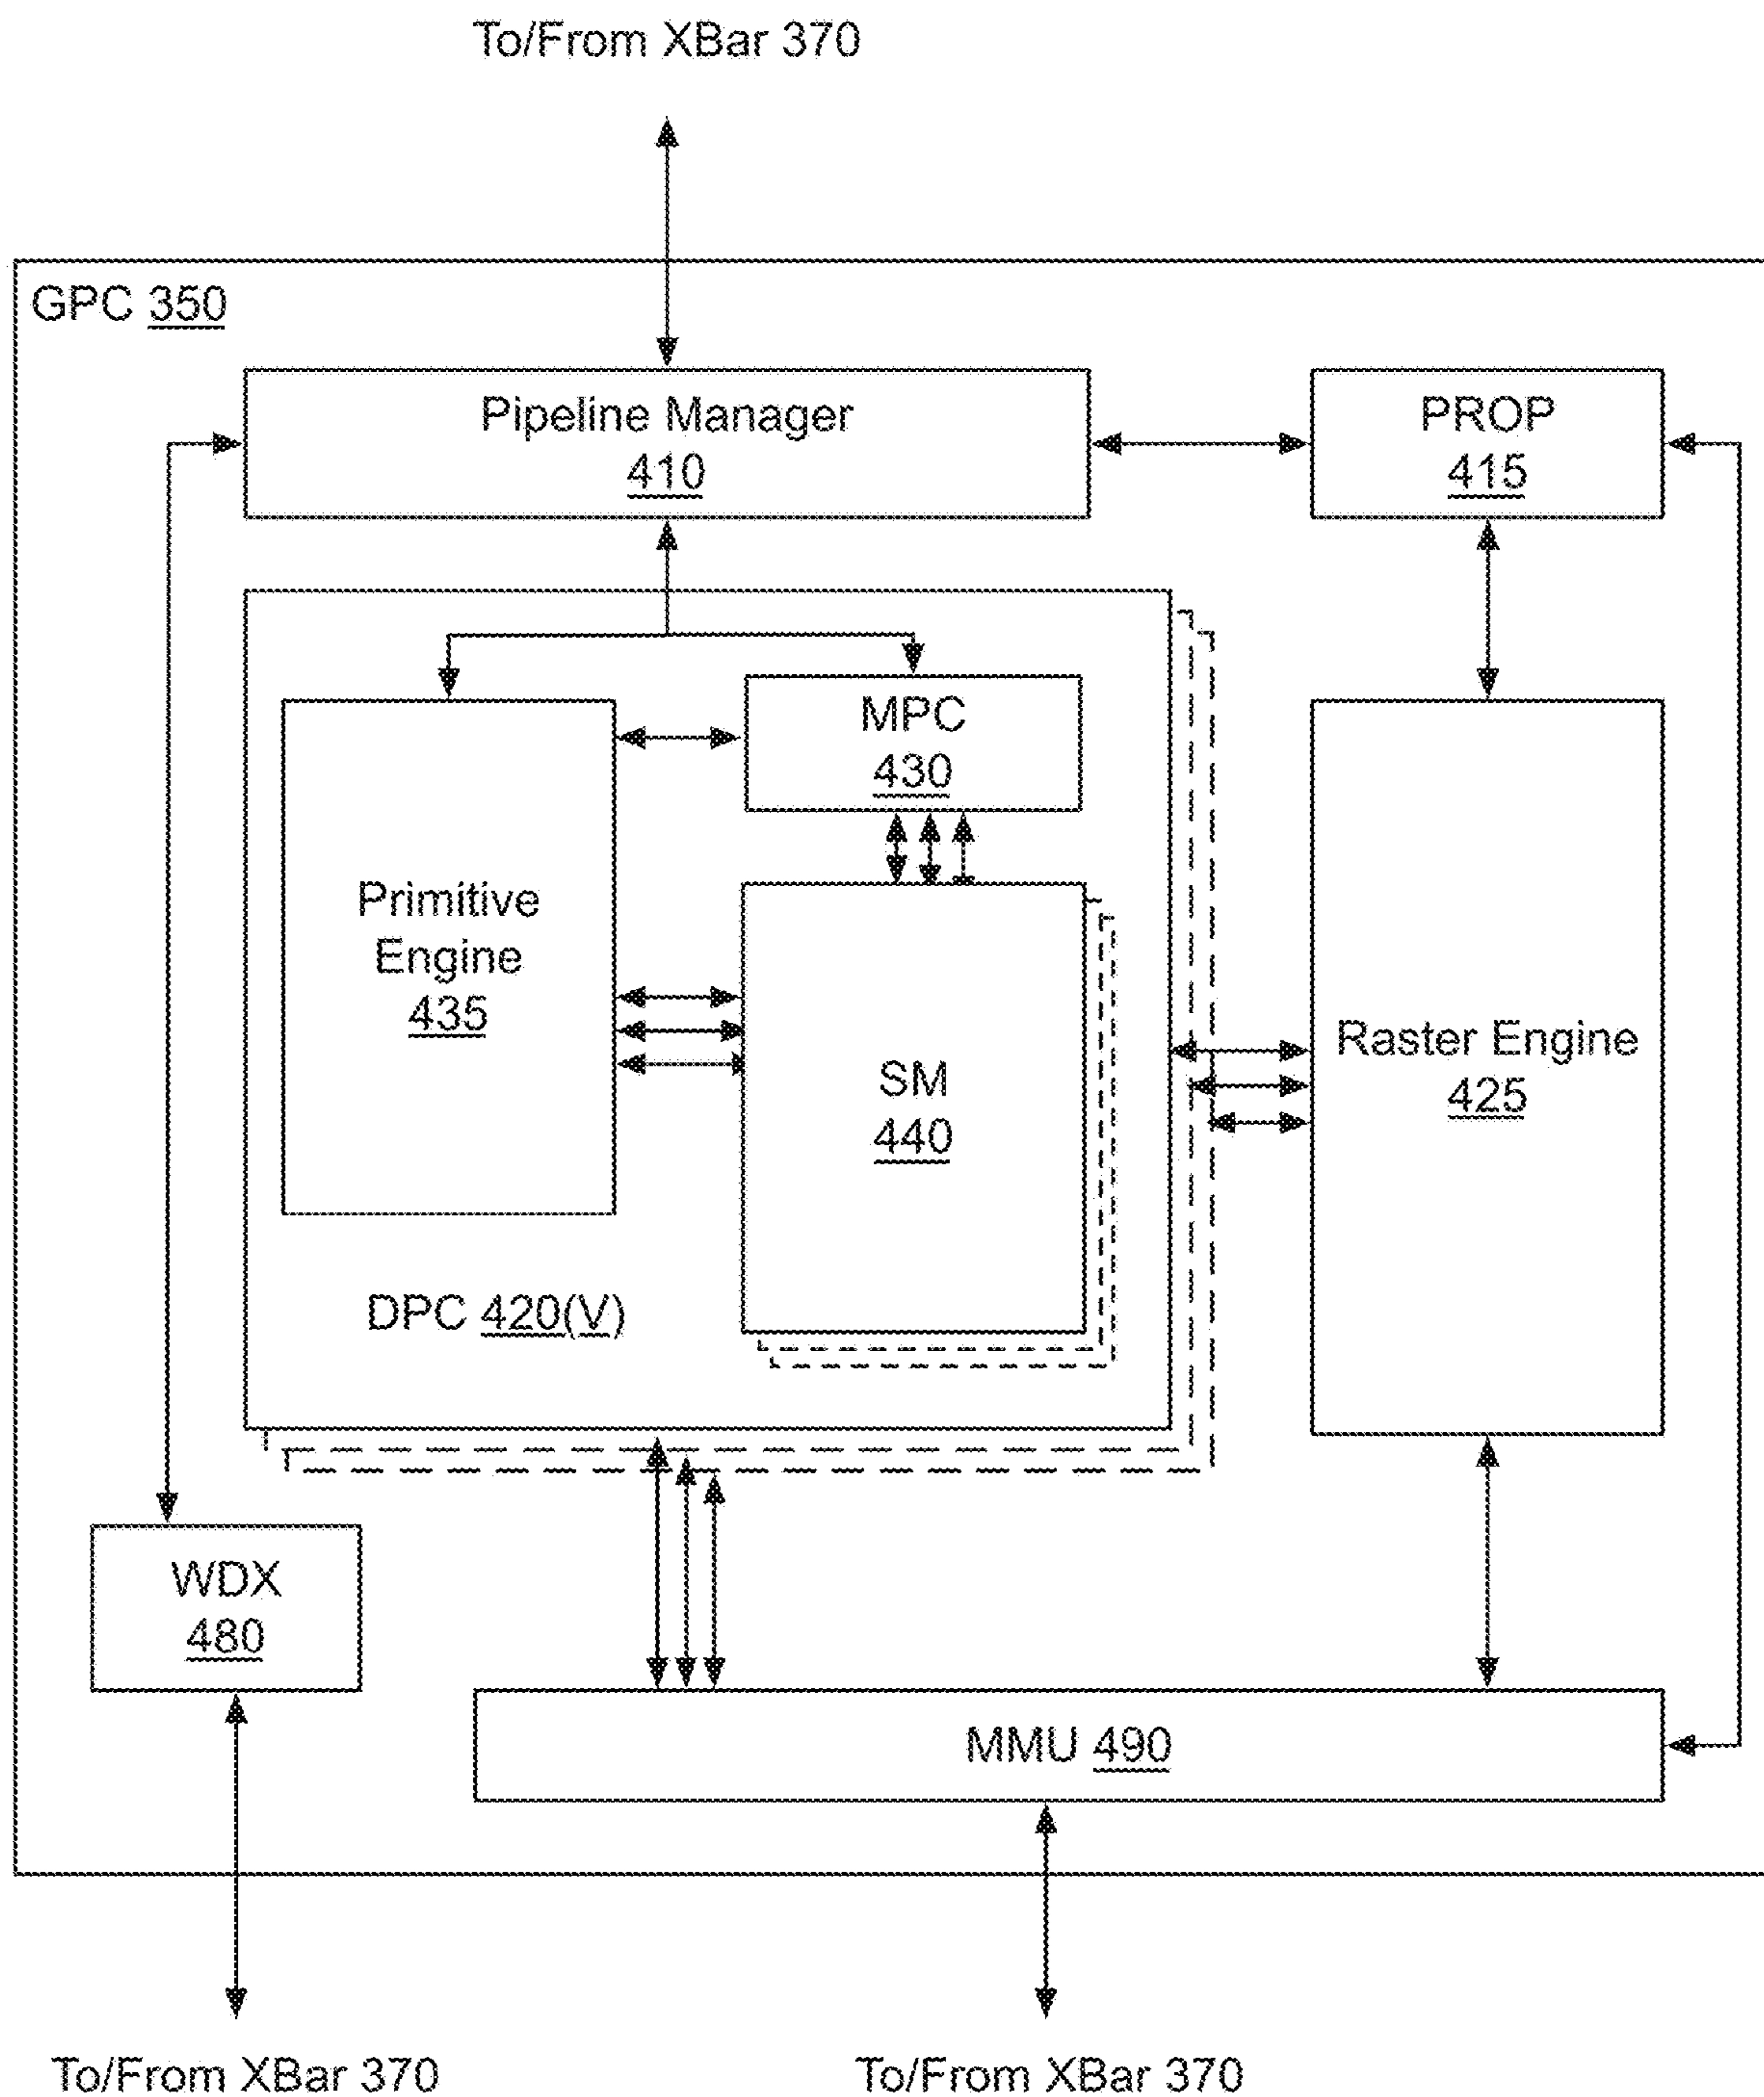 To/From XBar 370
GPC 350
Pipeline Manager
410
PROP
415
MPC
430
Primitive
Engine
435
SM
440
Raster Engine
425
DPC 420(V)
WDX
480
MMU 490
To/From XBar 370
To/From XBar 370